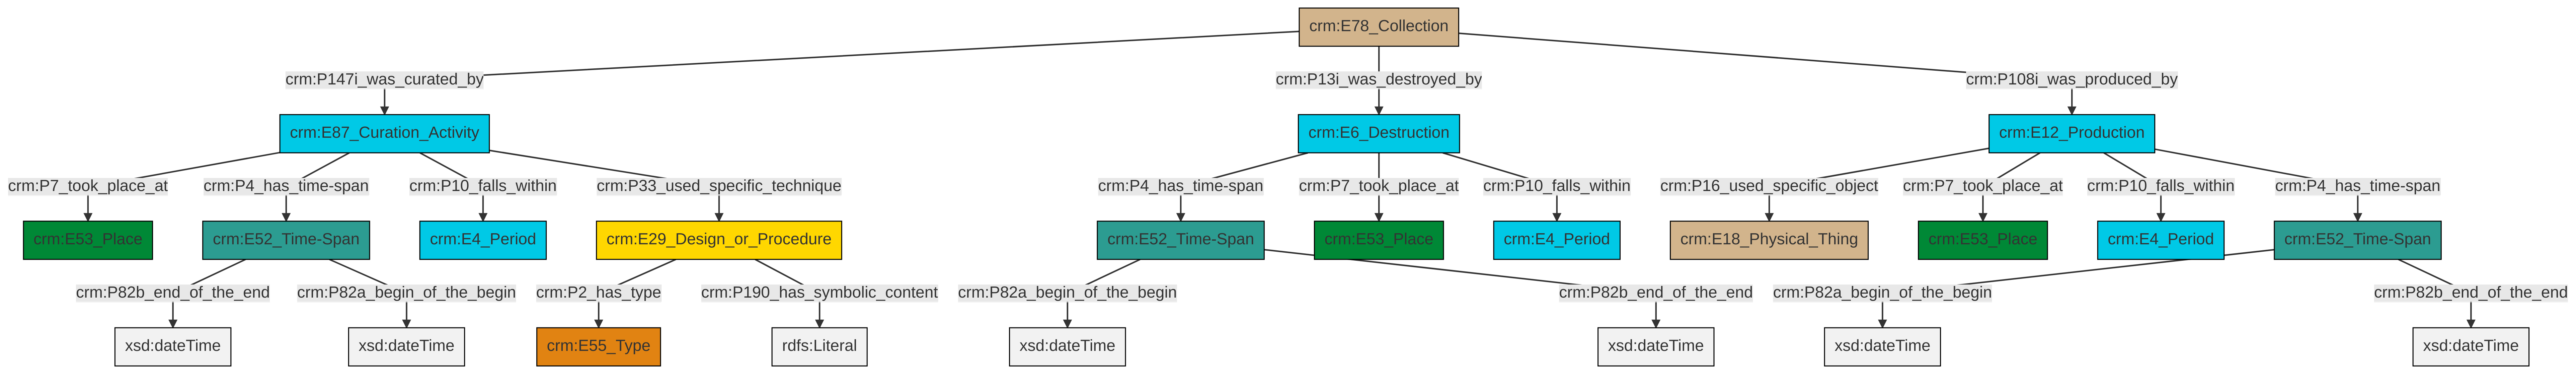 crm:E78_Collection
crm:P147i_was_curated_by
crm:P13i_was_destroyed_by
crm:P108i_was_produced_by
crm:E87_Curation_Activity
crm:E6_Destruction
crm:E12_Production
crm:P7_took_place_at
crm:P4_has_time-span
crm:P10_falls_within
crm:P33_used_specific_technique
crm:P4_has_time-span
crm:P7_took_place_at
crm:P10_falls_within
crm:P16_used_specific_object
crm:P7_took_place_at
crm:P10_falls_within
crm:P4_has_time-span
crm:E53_Place
crm:E52_Time-Span
crm:E4_Period
crm:E29_Design_or_Procedure
crm:E52_Time-Span
crm:E53_Place
crm:E4_Period
crm:E18_Physical_Thing
crm:E53_Place
crm:E4_Period
crm:E52_Time-Span
crm:P82b_end_of_the_end
crm:P82a_begin_of_the_begin
crm:P2_has_type
crm:P190_has_symbolic_content
crm:P82a_begin_of_the_begin
crm:P82b_end_of_the_end
crm:P82a_begin_of_the_begin
crm:P82b_end_of_the_end
xsd:dateTime
xsd:dateTime
crm:E55_Type
rdfs:Literal
xsd:dateTime
xsd:dateTime
xsd:dateTime
xsd:dateTime